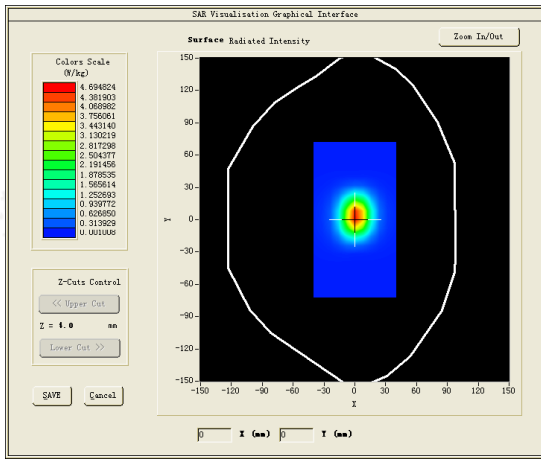 SAR Visualisation Graphical Interface
Surface Radiated Intensity
Zoom In/Out
Colors Scale
(W/kg)
4.694824
4.381903
4.068982
3.756061
3.443140
3.130219
2.817298
2.504377
2.191456
1.878535
1.565614
1.252693
0.939772
0.626850
0.313929
0.001008
150
120
90
60
30
0
-30
-60
-90
-120
-150
Y
-150 -120 -90 -60 -30 0 30 60 90 120 150
X
Z-Cuts Control
<< Upper Cut
Z = 4.0 mm
Lower Cut >>
SAVE Cancel
0 X (mm) 0 Y (mm)